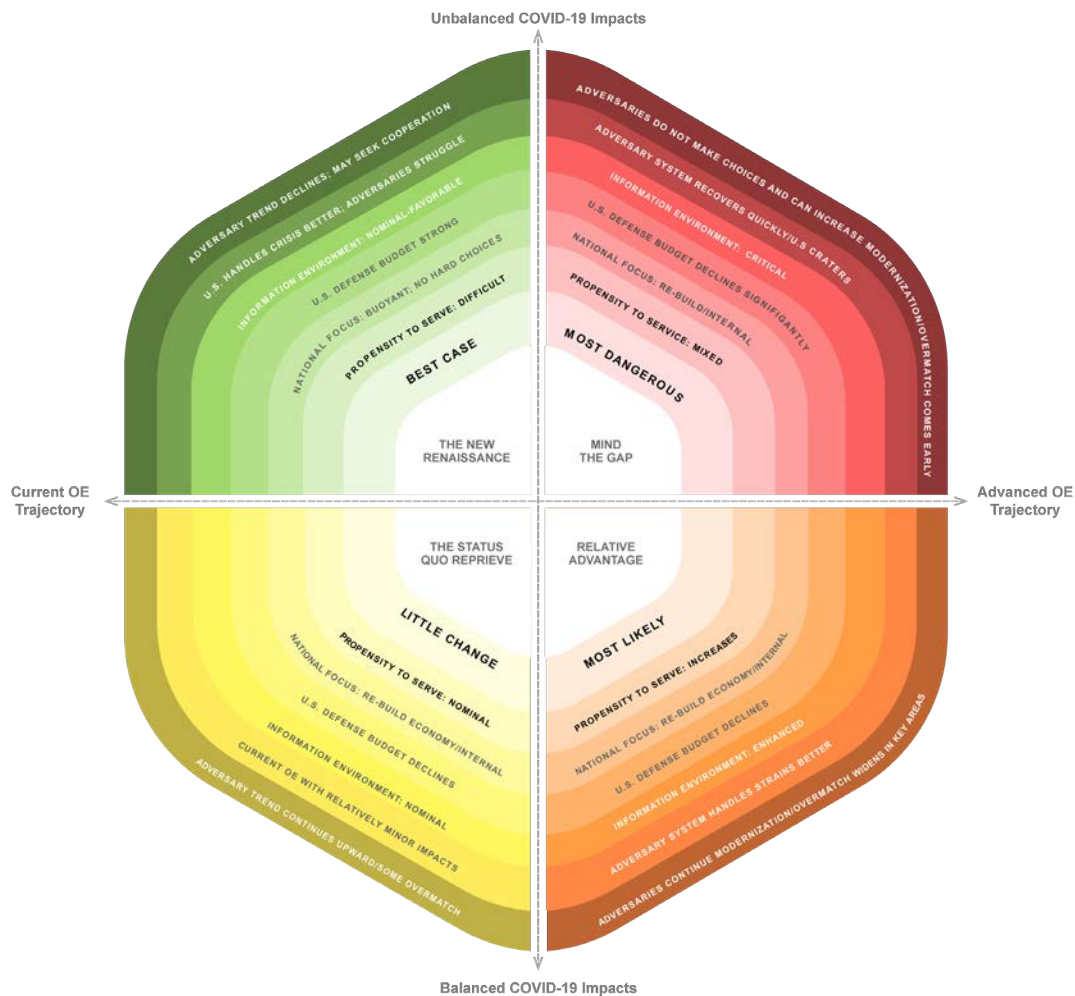 Unbalanced COVID-19 Impacts
ADVERSARY TREND DECLINES; MAY SEEK COOPERATION
U.S. HANDLES CRISIS BETTER; ADVERSARIES STRUGGLE
INFORMATION ENVIRONMENT: NOMINAL-FAVORABLE
U.S. DEFENSE BUDGET STRONG
NATIONAL FOCUS: BUOYANT; NO HARD CHOICES
PROPENSITY TO SERVE: DIFFICULT
BEST CASE
THE NEW
RENAISSANCE
ADVERSARIES DO NOT MAKE CHOICES AND CAN INCREASE MODERNIZATION/OVERMATCH COMES EARLY
ADVERSARY SYSTEM RECOVERS QUICKLY/U.S CRATERS
INFORMATION ENVIRONMENT: CRITICAL
U.S. DEFENSE BUDGET DECLINES SIGNIFIGANTLY
NATIONAL FOCUS: RE-BUILD/INTERNAL
PROPENSITY TO SERVICE: MIXED
MOST DANGEROUS
MIND
THE GAP
Current OE
Trajectory
Advanced OE
Trajectory
THE STATUS
QUO REPRIEVE
LITTLE CHANGE
PROPENSITY TO SERVE: NOMINAL
NATIONAL FOCUS: RE-BUILD ECONOMY/INTERNAL
U.S. DEFENSE BUDGET DECLINES
INFORMATION ENVIRONMENT: NOMINAL
CURRENT OE WITH RELATIVELY MINOR IMPACTS
ADVERSARY TREND CONTINUES UPWARD/SOME OVERMATCH
RELATIVE
ADVANTAGE
MOST LIKELY
PROPENSITY TO SERVE: INCREASES
NATIONAL FOCUS: RE-BUILD ECONOMY/INTERNAL
U.S. DEFENSE BUDGET DECLINES
INFORMATION ENVIRONMENT: ENHANCED
ADVERSARY SYSTEM HANDLES STRAINS BETTER
ADVERSARIES CONTINUE MODERNIZATION/OVERMATCH WIDENS IN KEY AREAS
Balanced COVID-19 Impacts